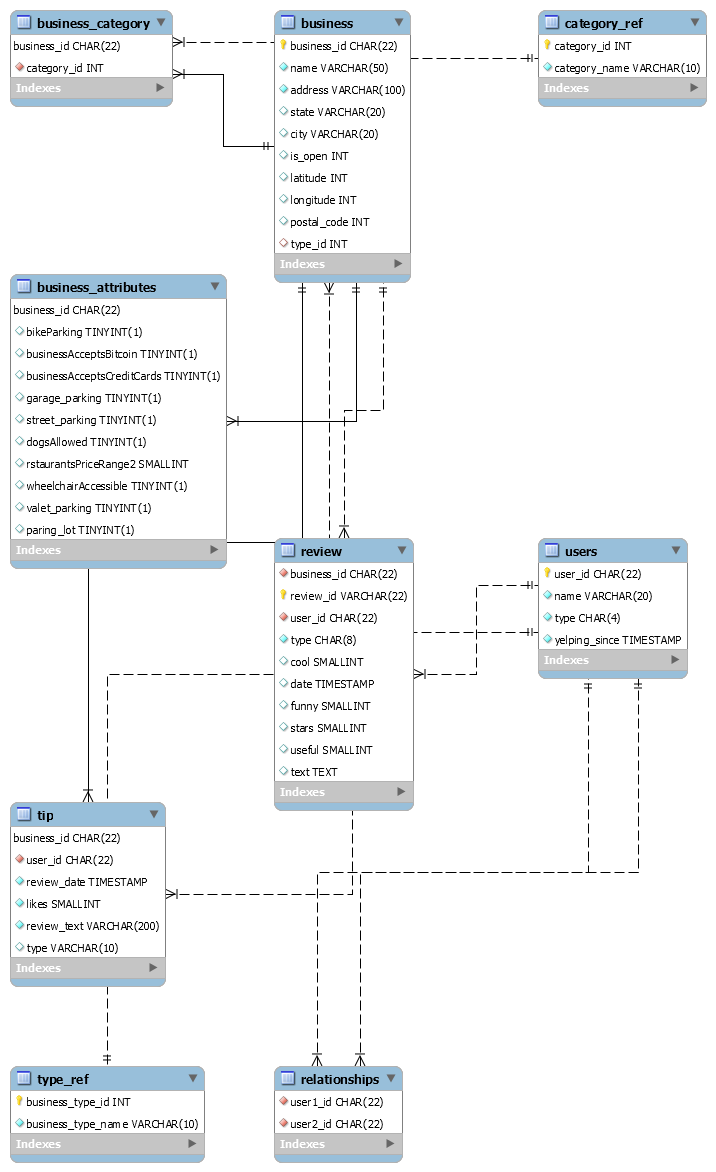 business_category
business_id CHAR(22)
category_id INT
Indexes
business
business_id CHAR(22)
name VARCHAR(50)
address VARCHAR(100)
state VARCHAR(20)
city VARCHAR(20)
is_open INT
latitude INT
longitude INT
postal_code INT
type_id INT
Indexes
category_ref
category_id INT
category_name VARCHAR(10)
Indexes
business_attributes
business_id CHAR(22)
bikeParking TINYINT(1)
businessAcceptsBitcoin TINYINT(1)
businessAcceptsCreditCards TINYINT(1)
garage_parking TINYINT(1)
street_parking TINYINT(1)
dogsAllowed TINYINT(1)
rstaurantsPriceRange2 SMALLINT
wheelchairAccessible TINYINT(1)
valet_parking TINYINT(1)
paring_lot TINYINT(1)
Indexes
review
business_id CHAR(22)
review_id VARCHAR(22)
user_id CHAR(22)
type CHAR(8)
cool SMALLINT
date TIMESTAMP
funny SMALLINT
stars SMALLINT
useful SMALLINT
text TEXT
Indexes
users
user_id CHAR(22)
name VARCHAR(20)
type CHAR(4)
yelping_since TIMESTAMP
Indexes
tip
business_id CHAR(22)
user_id CHAR(22)
review_date TIMESTAMP
likes SMALLINT
review_text VARCHAR(200)
type VARCHAR(10)
Indexes
type_ref
business_type_id INT
business_type_name VARCHAR(10)
Indexes
relationships
user1_id CHAR(22)
user2_id CHAR(22)
Indexes